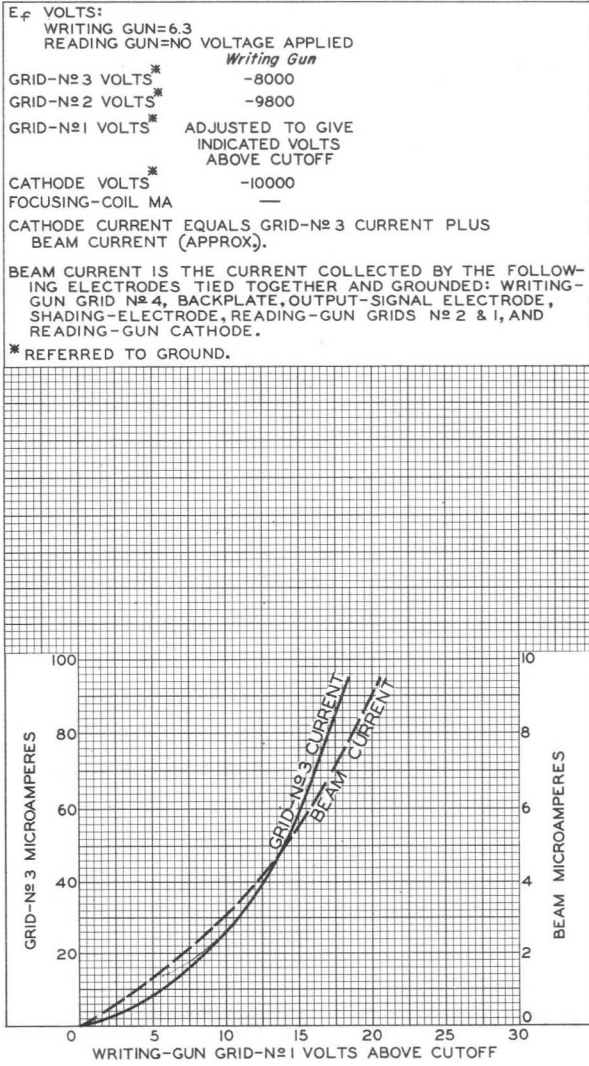 Ef VOLTS:
WRITING GUN=6.3
READING GUN=NO VOLTAGE APPLIED
Writing Gun
GRID-Nº3 VOLTS* -8000
GRID-Nº2 VOLTS* -9800
GRID-Nº1 VOLTS* ADJUSTED TO GIVE
INDICATED VOLTS
ABOVE CUTOFF
CATHODE VOLTS* -10000
FOCUSING-COIL MA —
CATHODE CURRENT EQUALS GRID-Nº3 CURRENT PLUS
BEAM CURRENT (APPROX.).
BEAM CURRENT IS THE CURRENT COLLECTED BY THE FOLLOW-
ING ELECTRODES TIED TOGETHER AND GROUNDED: WRITING-
GUN GRID Nº4, BACKPLATE, OUTPUT-SIGNAL ELECTRODE,
SHADING-ELECTRODE, READING-GUN GRIDS Nº2 & 1, AND
READING-GUN CATHODE.
* REFERRED TO GROUND.
100
80
60
40
20
GRID-Nº3 MICROAMPERES
GRID-Nº3 CURRENT
BEAM CURRENT
10
8
6
4
2
0
BEAM MICROAMPERES
0 5 10 15 20 25 30
WRITING-GUN GRID-Nº1 VOLTS ABOVE CUTOFF